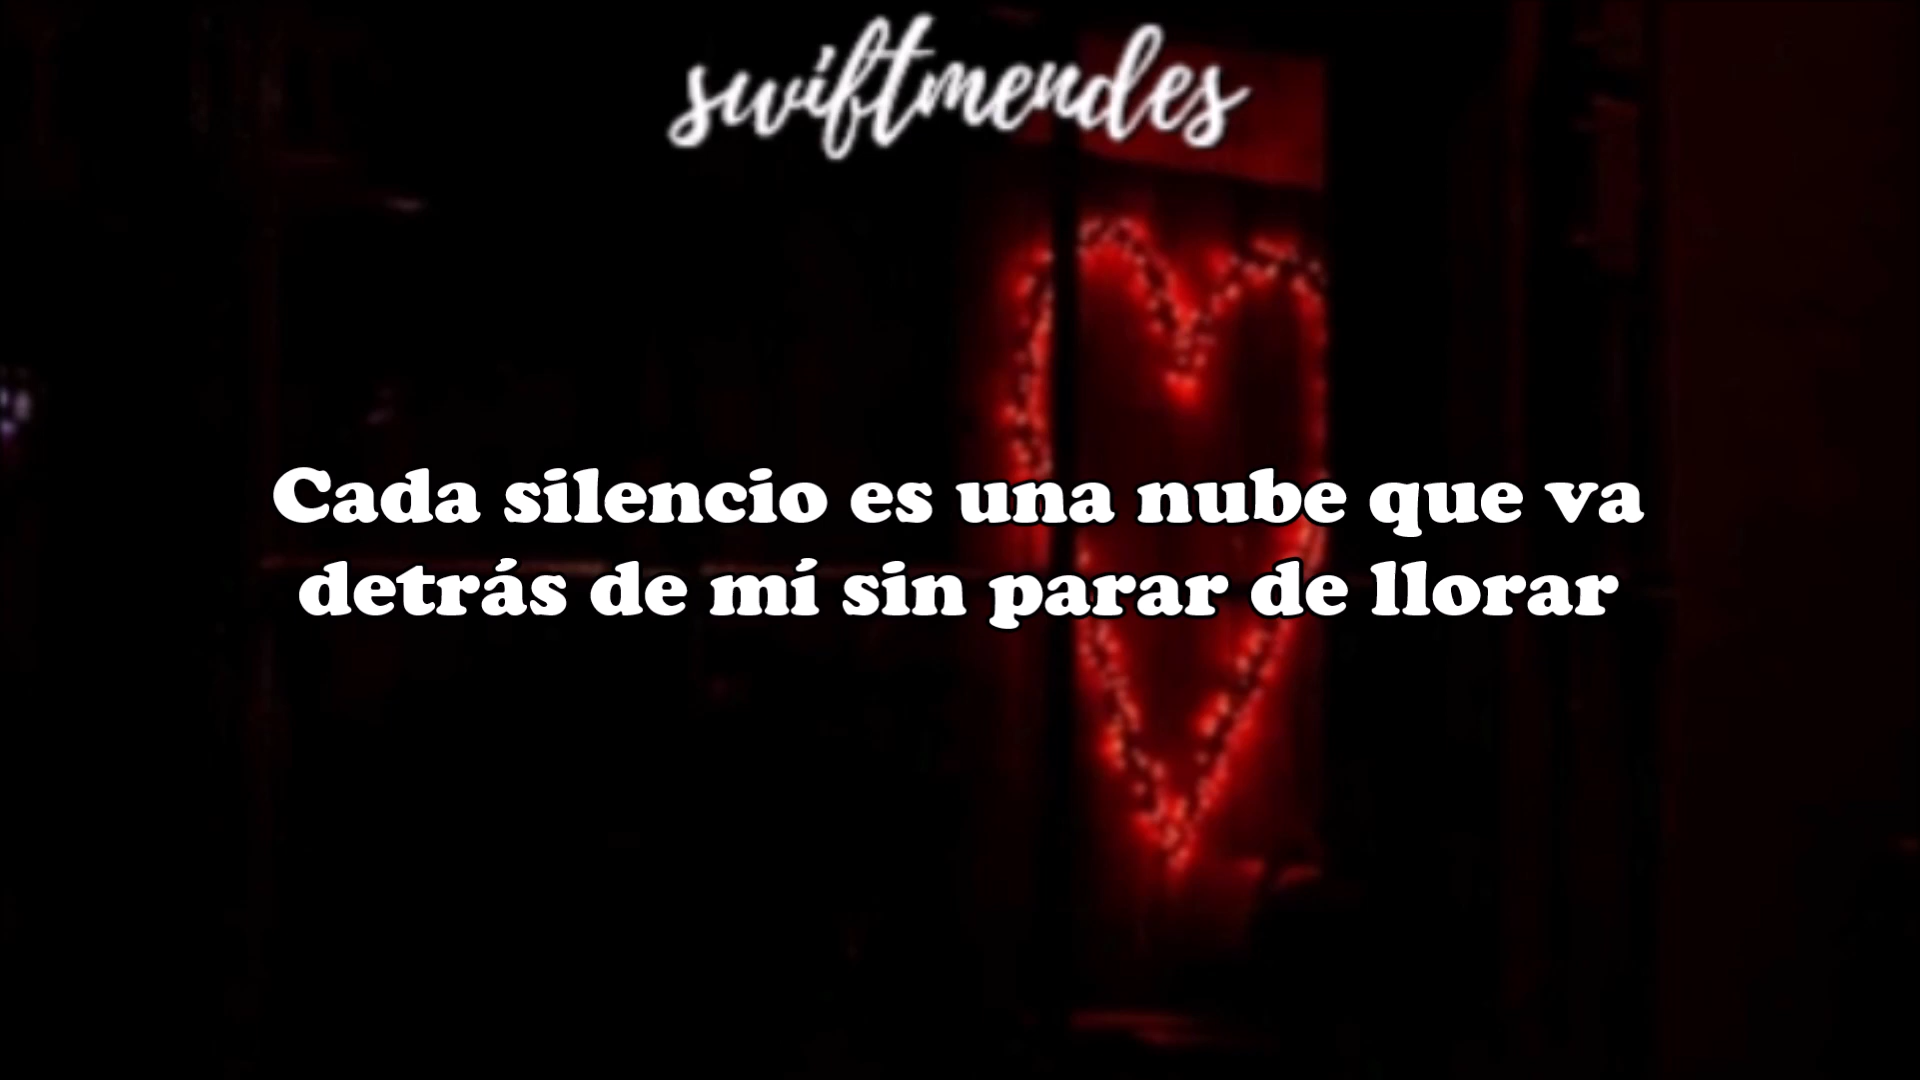 swiftmendes
Cada silencio es una nube que va
detrás de mí sin parar de llorar